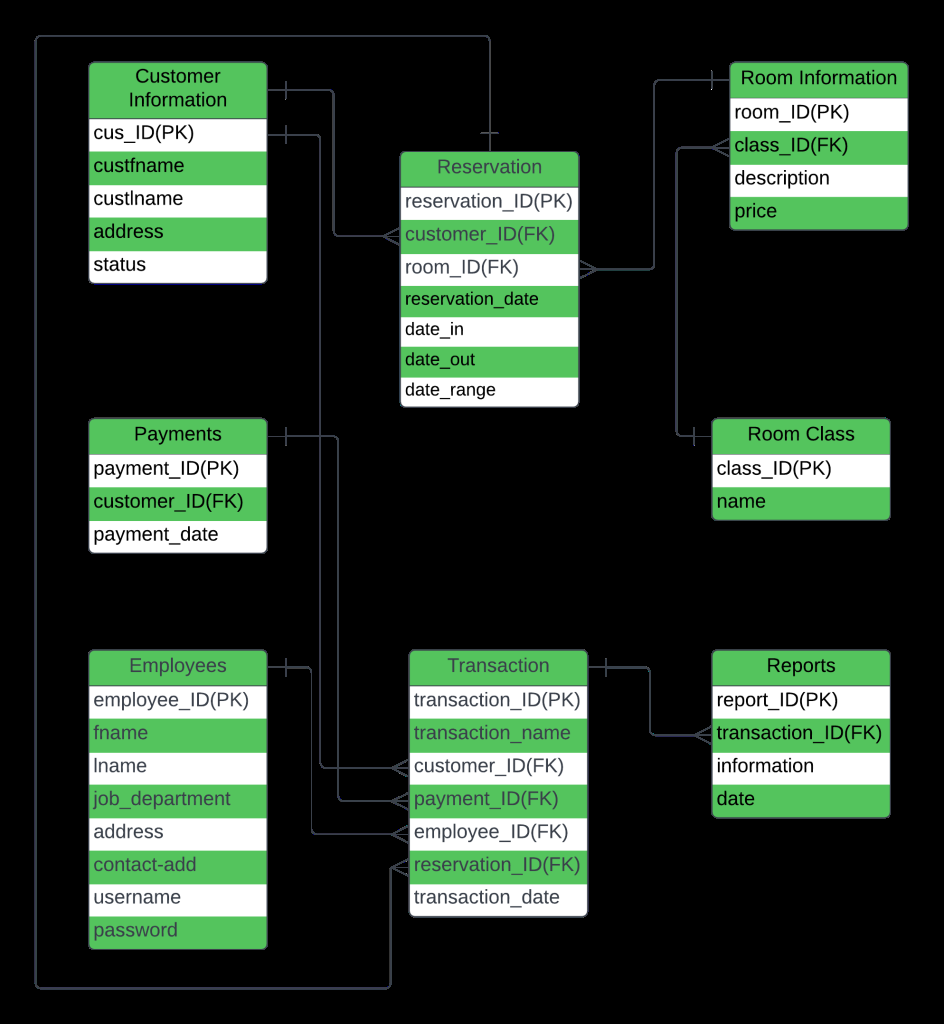 Customer
Information
cus_ID(PK)
custfname
custlname
address
status
Reservation
reservation_ID(PK)
customer_ID(FK)
room_ID(FK)
reservation_date
date_in
date_out
date_range
Room Information
room_ID(PK)
class_ID(FK)
description
price
Payments
payment_ID(PK)
customer_ID(FK)
payment_date
Room Class
class_ID(PK)
name
Employees
employee_ID(PK)
fname
lname
job_department
address
contact-add
username
password
Transaction
transaction_ID(PK)
transaction_name
customer_ID(FK)
payment_ID(FK)
employee_ID(FK)
reservation_ID(FK)
transaction_date
Reports
report_ID(PK)
transaction_ID(FK)
information
date